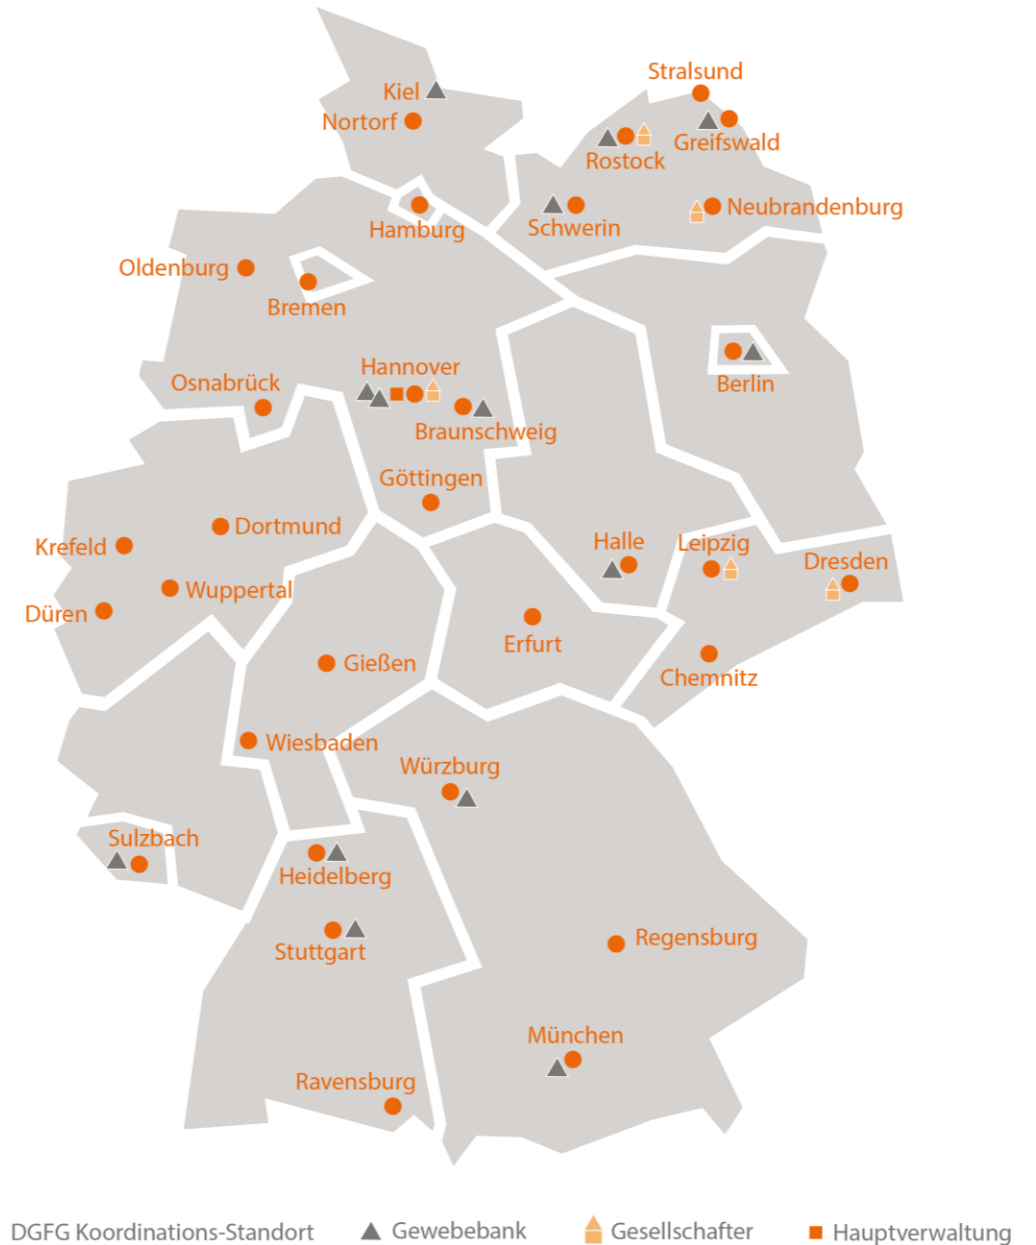 Stralsund
Kiel
Nortorf
Greifswald
Rostock
Neubrandenburg
Schwerin
Hamburg
Oldenburg
Bremen
Hannover
Osnabrück
Berlin
Braunschweig
Göttingen
Dortmund
Krefeld
Halle
Leipzig
Dresden
Wuppertal
Düren
Erfurt
Gießen
Chemnitz
Wiesbaden
Würzburg
Sulzbach
Heidelberg
Regensburg
Stuttgart
München
Ravensburg
DGFG Koordinations-Standort Gewebebank Gesellschafter Hauptverwaltung